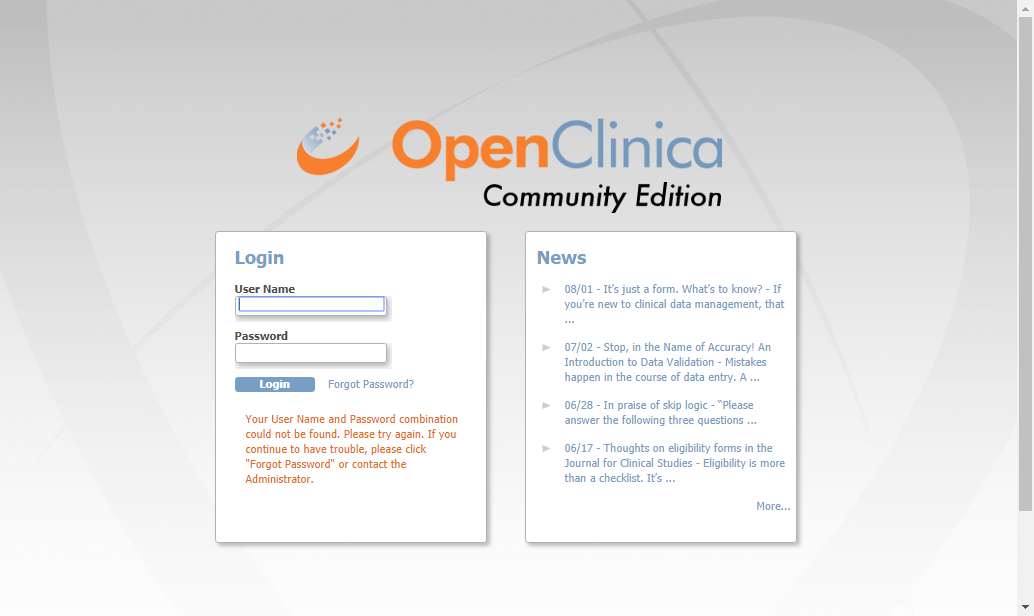 OpenClinica
Community Edition
Login
User Name
Password
Login Forgot Password?
Your User Name and Password combination
could not be found. Please try again. If you
continue to have trouble, please click
"Forgot Password" or contact the
Administrator.
News
08/01 - It’s just a form. What’s to know? - If
you’re new to clinical data management, that
...
07/02 - Stop, in the Name of Accuracy! An
Introduction to Data Validation - Mistakes
happen in the course of data entry. A ...
06/28 - In praise of skip logic - “Please
answer the following three questions ...
06/17 - Thoughts on eligibility forms in the
Journal for Clinical Studies - Eligibility is more
than a checklist. It’s ...
More...